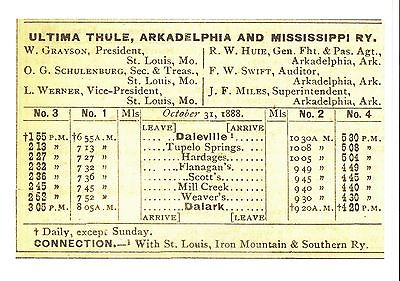 ULTIMA THULE, ARKADELPHIA AND MISSISSIPPI RY.
W. GRAYSON, President, St. Louis, Mo.
O. G. SCHULENBURG, Sec. & Treas., St. Louis, Mo.
L. WERNER, Vice-President, St. Louis, Mo.
R. W. HUIE, Gen. Fht. & Pas. Agt., Arkadelphia, Ark.
F. W. SWIFT, Auditor, Arkadelphia, Ark.
J. F. MILES, Superintendent, Arkadelphia, Ark.
No. 3 No. 1 Mls October 31, 1888. Mls No. 2 No. 4
LEAVE] [ARRIVE
†1 55 P.M. †6 55 A.M. Daleville¹ 10 30 A.M. 5 30 P.M.
2 13 " 7 13 " Tupelo Springs 10 08 " 5 08 "
2 27 " 7 27 " Hardages 10 03 " 5 03 "
2 32 " 7 32 " Flanagan's 9 49 " 4 49 "
2 36 " 7 36 " Scott's 9 45 " 4 45 "
2 45 " 7 45 " Mill Creek 9 40 " 4 40 "
2 52 " 7 52 " Weaver's 9 30 " 4 30 "
3 05 P.M. 8 05 A.M. Dalark †9 20 A.M. †4 20 P.M.
ARRIVE] [LEAVE
† Daily, except Sunday.
CONNECTION.—¹ With St. Louis, Iron Mountain & Southern Ry.